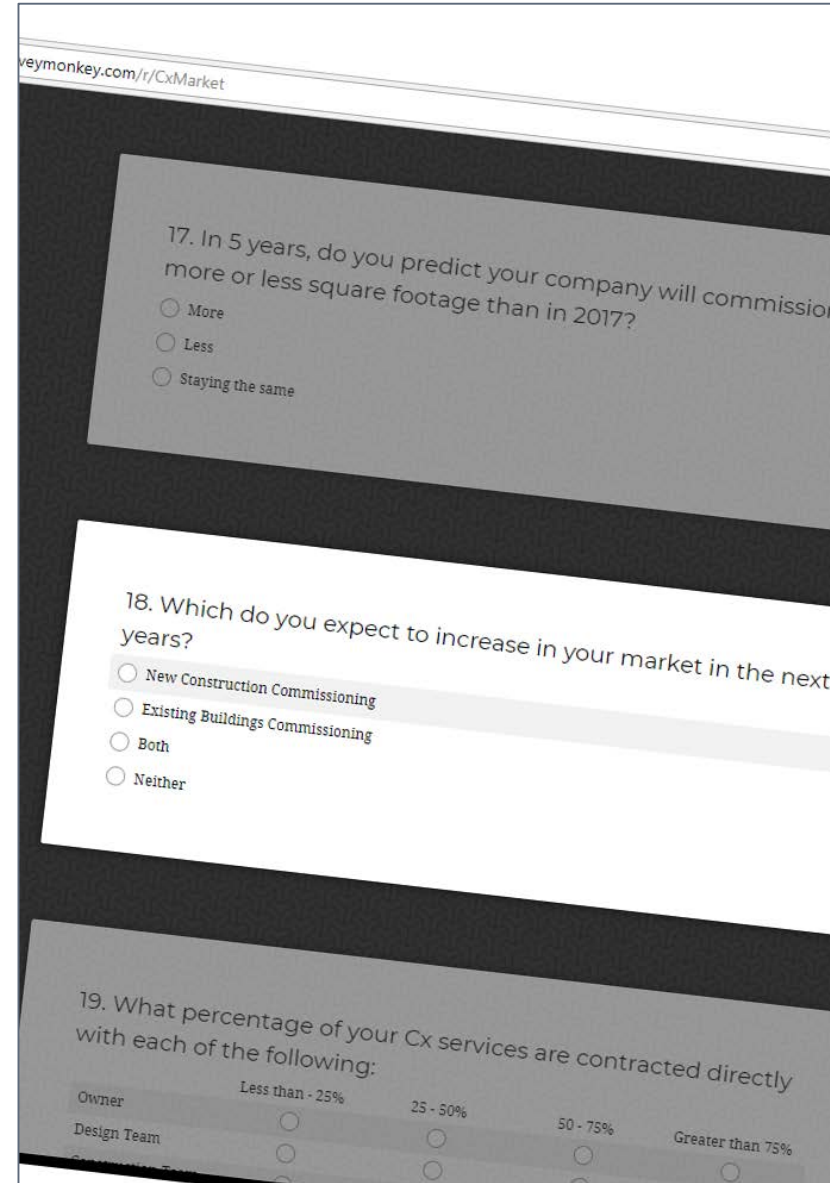 veymonkey.com/r/CxMarket
17. In 5 years, do you predict your company will commission
more or less square footage than in 2017?
More
Less
Staying the same
18. Which do you expect to increase in your market in the next
years?
New Construction Commissioning
Existing Buildings Commissioning
Both
Neither
19. What percentage of your Cx services are contracted directly
with each of the following:
Less than - 25% 25 - 50% 50 - 75% Greater than 75%
Owner
Design Team